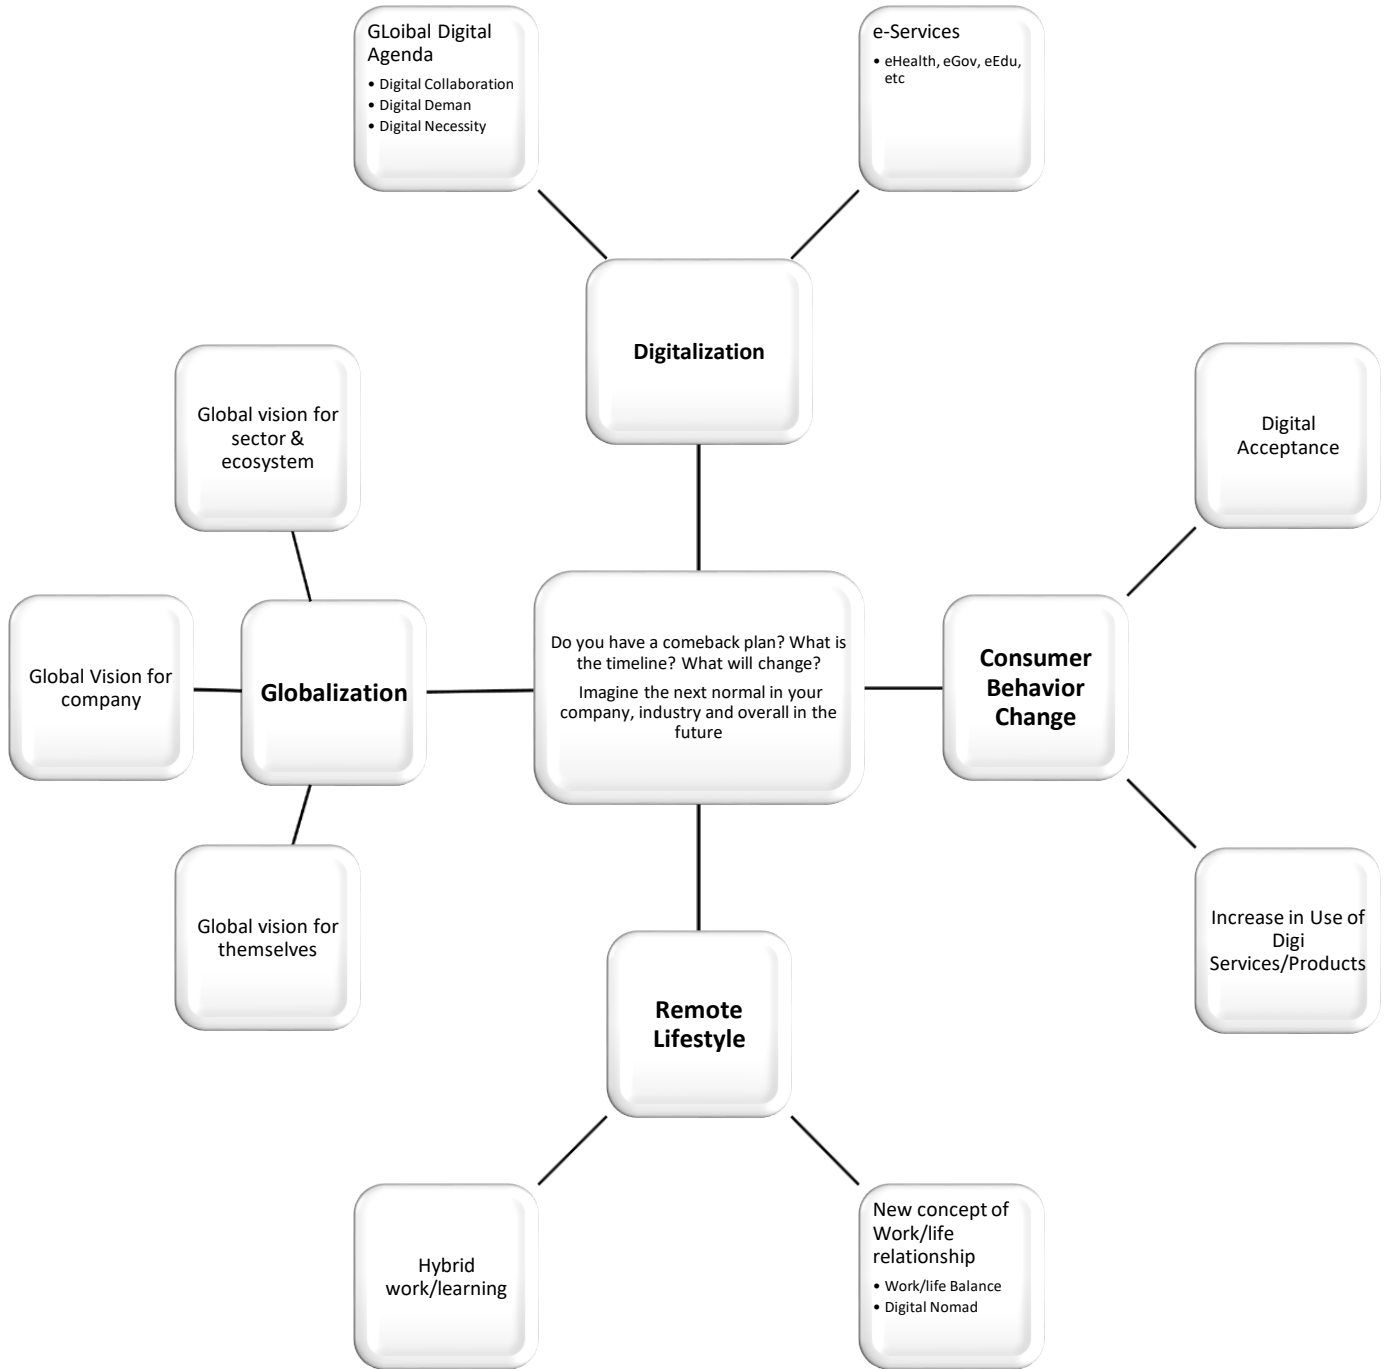 GLoibal Digital
Agenda
• Digital Collaboration
• Digital Deman
• Digital Necessity
e-Services
• eHealth, eGov, eEdu,
etc
Digitalization
Global vision for
sector &
ecosystem
Digital
Acceptance
Global Vision for
company
Globalization
Do you have a comeback plan? What is
the timeline? What will change?
Imagine the next normal in your
company, industry and overall in the
future
Consumer
Behavior
Change
Global vision for
themselves
Increase in Use of
Digi
Services/Products
Remote
Lifestyle
Hybrid
work/learning
New concept of
Work/life
relationship
• Work/life Balance
• Digital Nomad